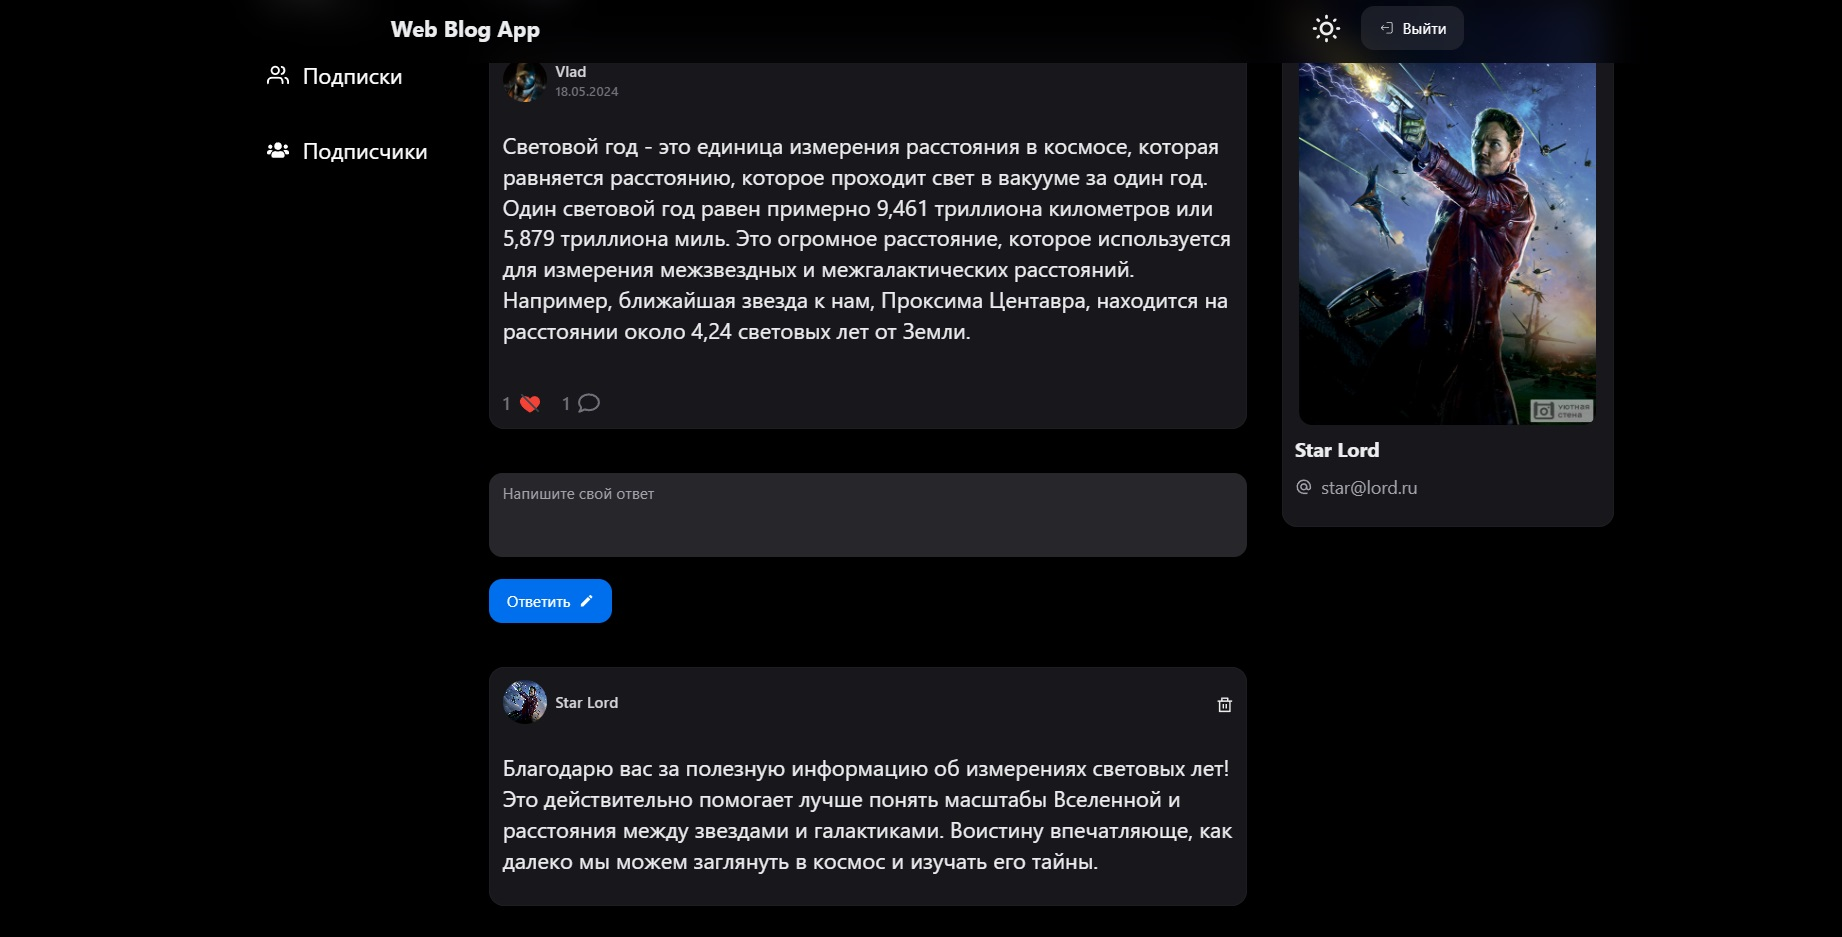 Web Blog App
Выйти
Подписки
Подписчики
Vlad
18.05.2024
Световой год - это единица измерения расстояния в космосе, которая
равняется расстоянию, которое проходит свет в вакууме за один год.
Один световой год равен примерно 9,461 триллиона километров или
5,879 триллиона миль. Это огромное расстояние, которое используется
для измерения межзвездных и межгалактических расстояний.
Например, ближайшая звезда к нам, Проксима Центавра, находится на
расстоянии около 4,24 световых лет от Земли.
1 1
Напишите свой ответ
Ответить
Star Lord
Благодарю вас за полезную информацию об измерениях световых лет!
Это действительно помогает лучше понять масштабы Вселенной и
расстояния между звездами и галактиками. Воистину впечатляюще, как
далеко мы можем заглянуть в космос и изучать его тайны.
уютная
стена
Star Lord
star@lord.ru